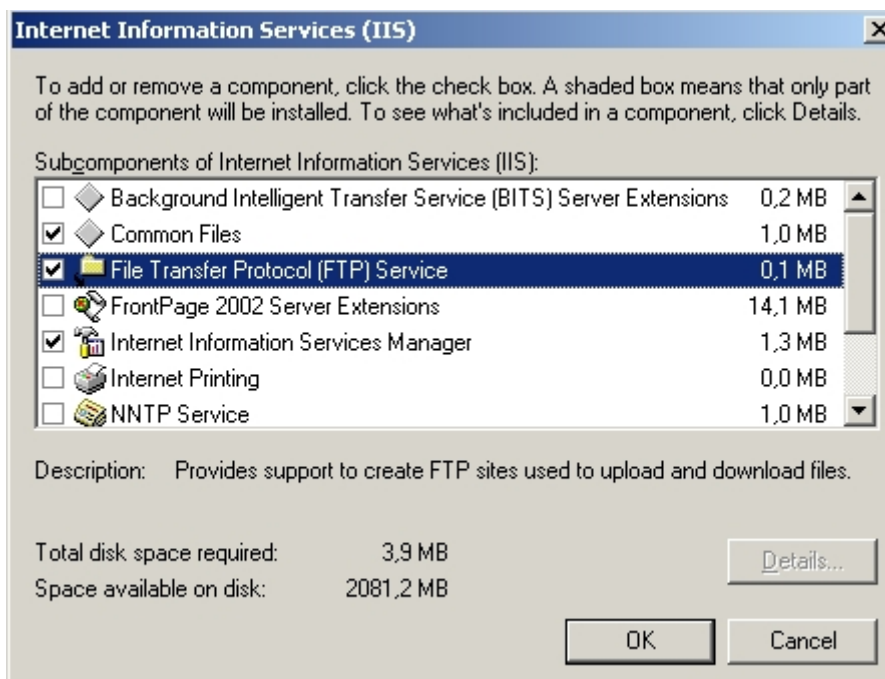 Internet Information Services (IIS)
To add or remove a component, click the check box. A shaded box means that only part
of the component will be installed. To see what's included in a component, click Details.
Subcomponents of Internet Information Services (IIS):
Background Intelligent Transfer Service (BITS) Server Extensions 0,2 MB
Common Files 1,0 MB
File Transfer Protocol (FTP) Service 0,1 MB
FrontPage 2002 Server Extensions 14,1 MB
Internet Information Services Manager 1,3 MB
Internet Printing 0,0 MB
NNTP Service 1,0 MB
Description: Provides support to create FTP sites used to upload and download files.
Total disk space required: 3,9 MB
Space available on disk: 2081,2 MB
Details...
OK Cancel